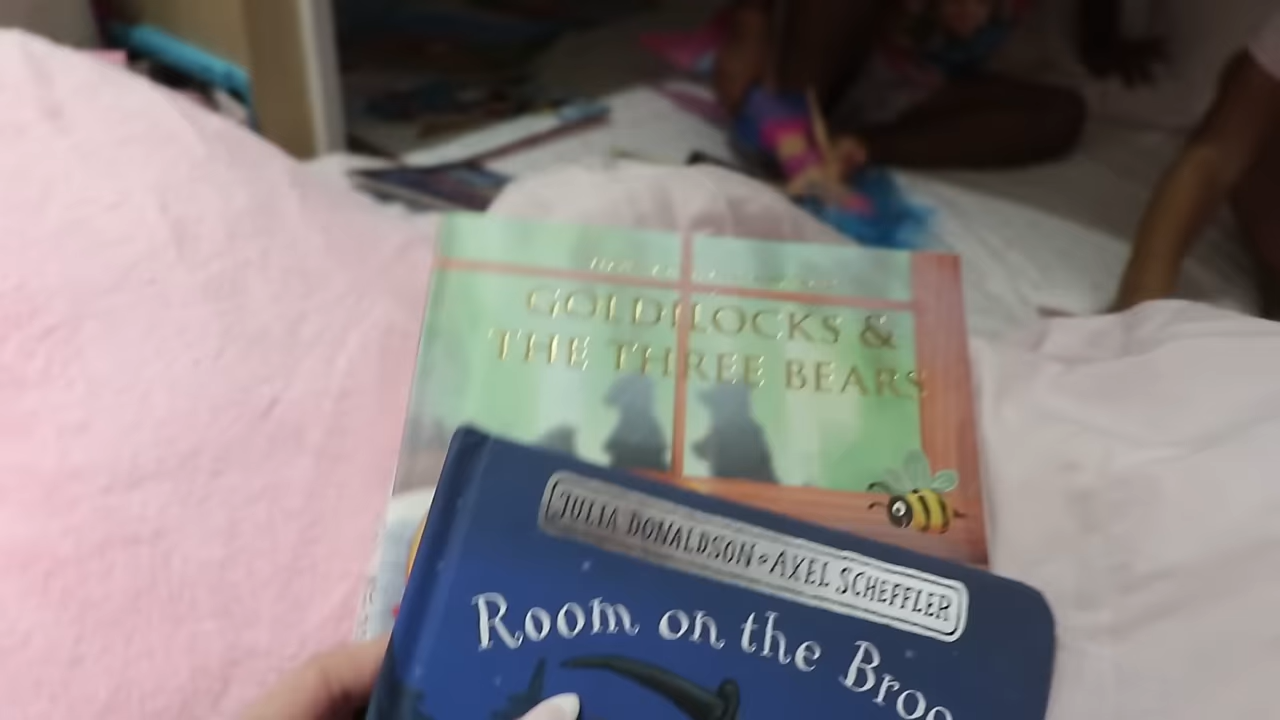 GOLDILOCKS &
THE THREE BEARS
JULIA DONALDSON • AXEL SCHEFFLER
Room on the Broo